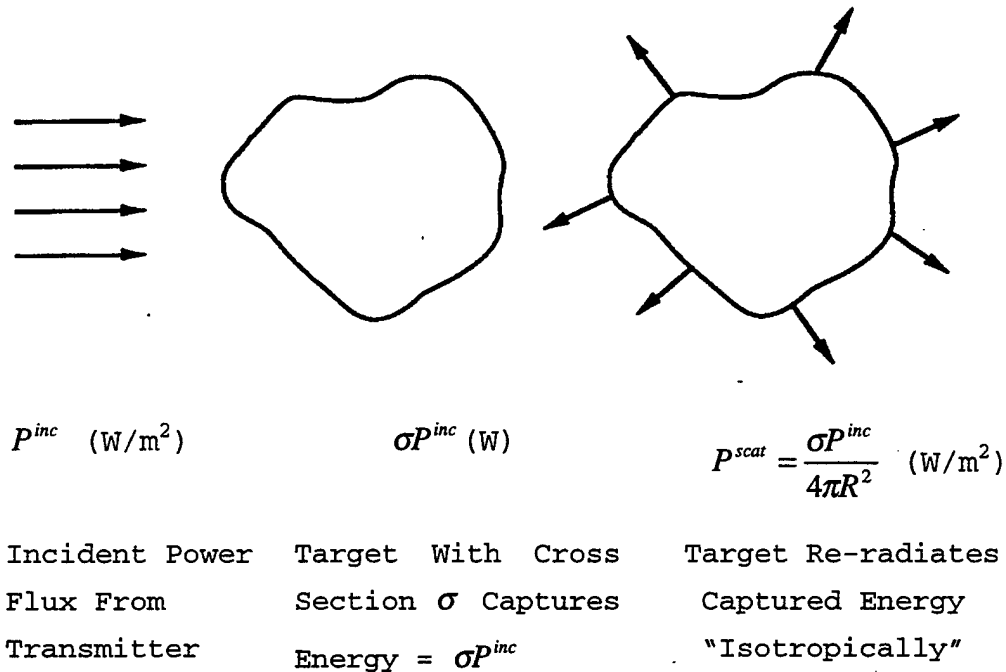 P^inc (W/m²)
σP^inc (W)
P^scat = σP^inc / 4πR² (W/m²)
Incident Power
Flux From
Transmitter
Target With Cross
Section σ Captures
Energy = σP^inc
Target Re-radiates
Captured Energy
"Isotropically"